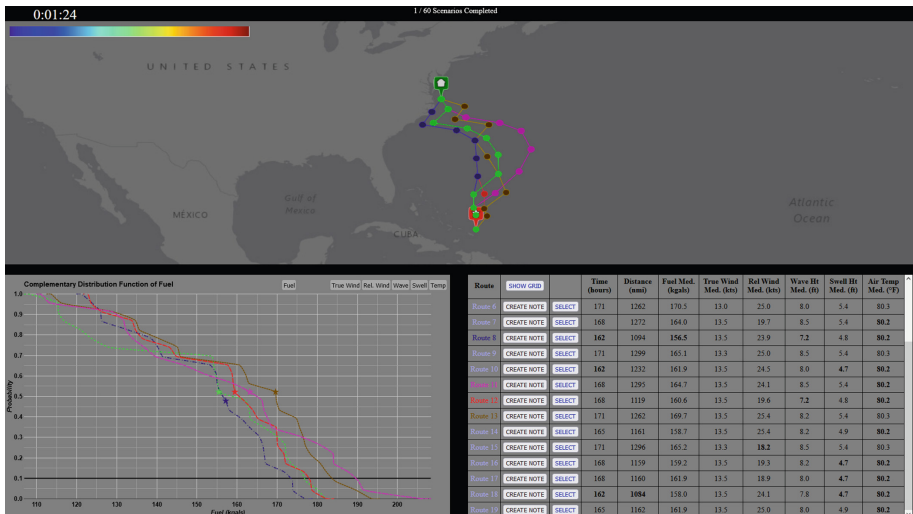 0:01:24
1 / 60 Scenarios Completed
UNITED STATES
Gulf of
Mexico
MÉXICO
CUBA
Atlantic
Ocean
Complementary Distribution Function of Fuel
Fuel
True Wind Rel. Wind Wave Swell Temp
1.0
0.9
0.8
0.7
0.6
0.5
0.4
0.3
0.2
0.1
0.0
Probability
110 120 130 140 150 160 170 180 190 200
Fuel (kgals)
Route SHOW GRID Time (hours) Distance (nmi) Fuel Med. (kgals) True Wind Med. (kts) Rel Wind Med. (kts) Wave Ht Med. (ft) Swell Ht Med. (ft) Air Temp Med. (°F)
Route 6 CREATE NOTE SELECT 171 1262 170.5 13.0 25.0 8.0 5.4 80.3
Route 7 CREATE NOTE SELECT 168 1272 164.0 13.5 19.7 8.5 5.4 80.2
Route 8 CREATE NOTE SELECT 162 1094 156.5 13.5 23.9 7.2 4.8 80.2
Route 9 CREATE NOTE SELECT 171 1299 165.1 13.3 25.0 8.5 5.4 80.3
Route 10 CREATE NOTE SELECT 162 1232 161.9 13.5 24.5 8.0 4.7 80.2
Route 11 CREATE NOTE SELECT 168 1295 164.7 13.5 24.1 8.5 5.4 80.2
Route 12 CREATE NOTE SELECT 168 1119 160.6 13.5 19.6 7.2 4.8 80.2
Route 13 CREATE NOTE SELECT 171 1262 169.7 13.5 25.4 8.2 5.4 80.3
Route 14 CREATE NOTE SELECT 165 1161 158.7 13.5 25.4 8.2 4.9 80.2
Route 15 CREATE NOTE SELECT 171 1296 165.2 13.3 18.2 8.5 5.4 80.3
Route 16 CREATE NOTE SELECT 168 1159 159.2 13.5 19.3 8.2 4.7 80.2
Route 17 CREATE NOTE SELECT 168 1160 161.9 13.5 18.9 8.0 4.7 80.2
Route 18 CREATE NOTE SELECT 162 1084 158.0 13.5 24.1 7.8 4.7 80.2
Route 19 CREATE NOTE SELECT 165 1162 161.9 13.5 25.0 8.0 4.9 80.2